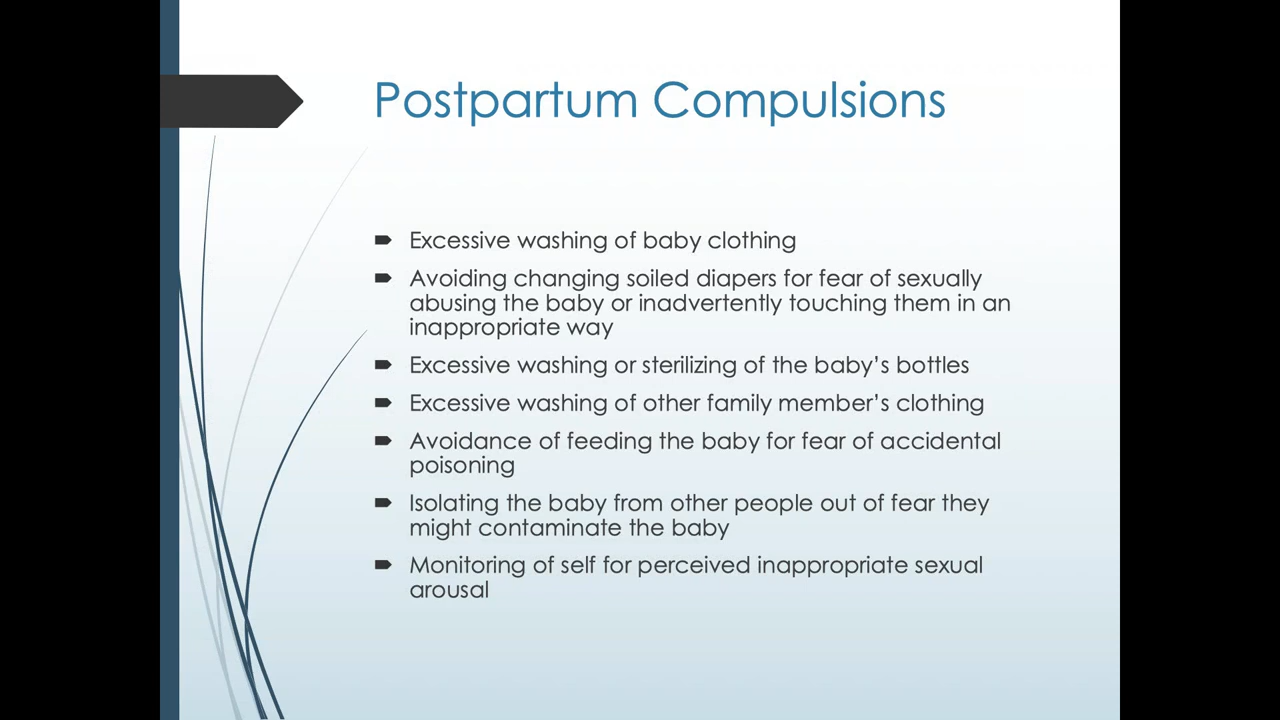 Postpartum Compulsions
Excessive washing of baby clothing
Avoiding changing soiled diapers for fear of sexually
abusing the baby or inadvertently touching them in an
inappropriate way
Excessive washing or sterilizing of the baby’s bottles
Excessive washing of other family member’s clothing
Avoidance of feeding the baby for fear of accidental
poisoning
Isolating the baby from other people out of fear they
might contaminate the baby
Monitoring of self for perceived inappropriate sexual
arousal